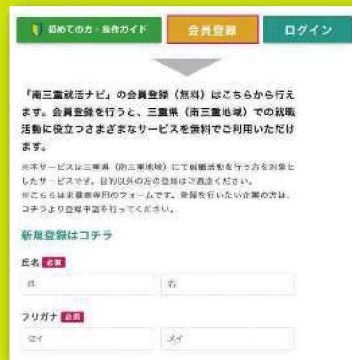 初めての方・操作ガイド
会員登録
ログイン
「南三重就活ナビ」の会員登録（無料）はこちらから行え
ます。会員登録を行うと、三重県（南三重地域）での就職
活動に役立つさまざまなサービスを無料でご利用いただけ
ます。
※本サービスは三重県（南三重地域）にて就職活動を行う方を対象と
したサービスです。目的以外の方の登録はご遠慮ください。
※こちらは求職者専用のフォームです。登録を行いたい企業の方は、
コチラより登録申請を行ってください。
新規登録はコチラ
氏名 必須
姓
名
フリガナ 必須
セイ
メイ